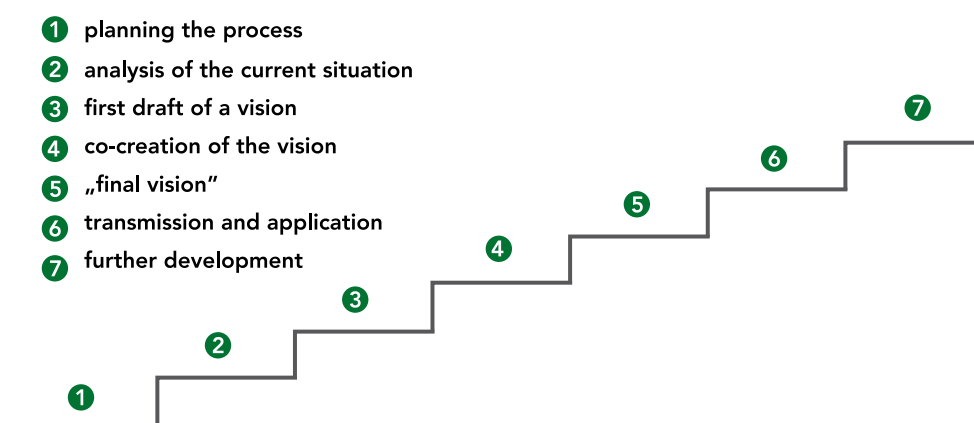 1 planning the process
2 analysis of the current situation
3 first draft of a vision
4 co-creation of the vision
5 „final vision”
6 transmission and application
7 further development
7
6
5
4
3
2
1